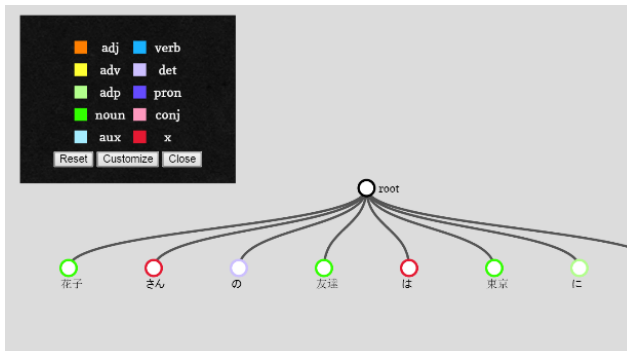 adj verb
adv det
adp pron
noun conj
aux x
Reset Customize Close
root
花子 さん の 友達 は 東京 に